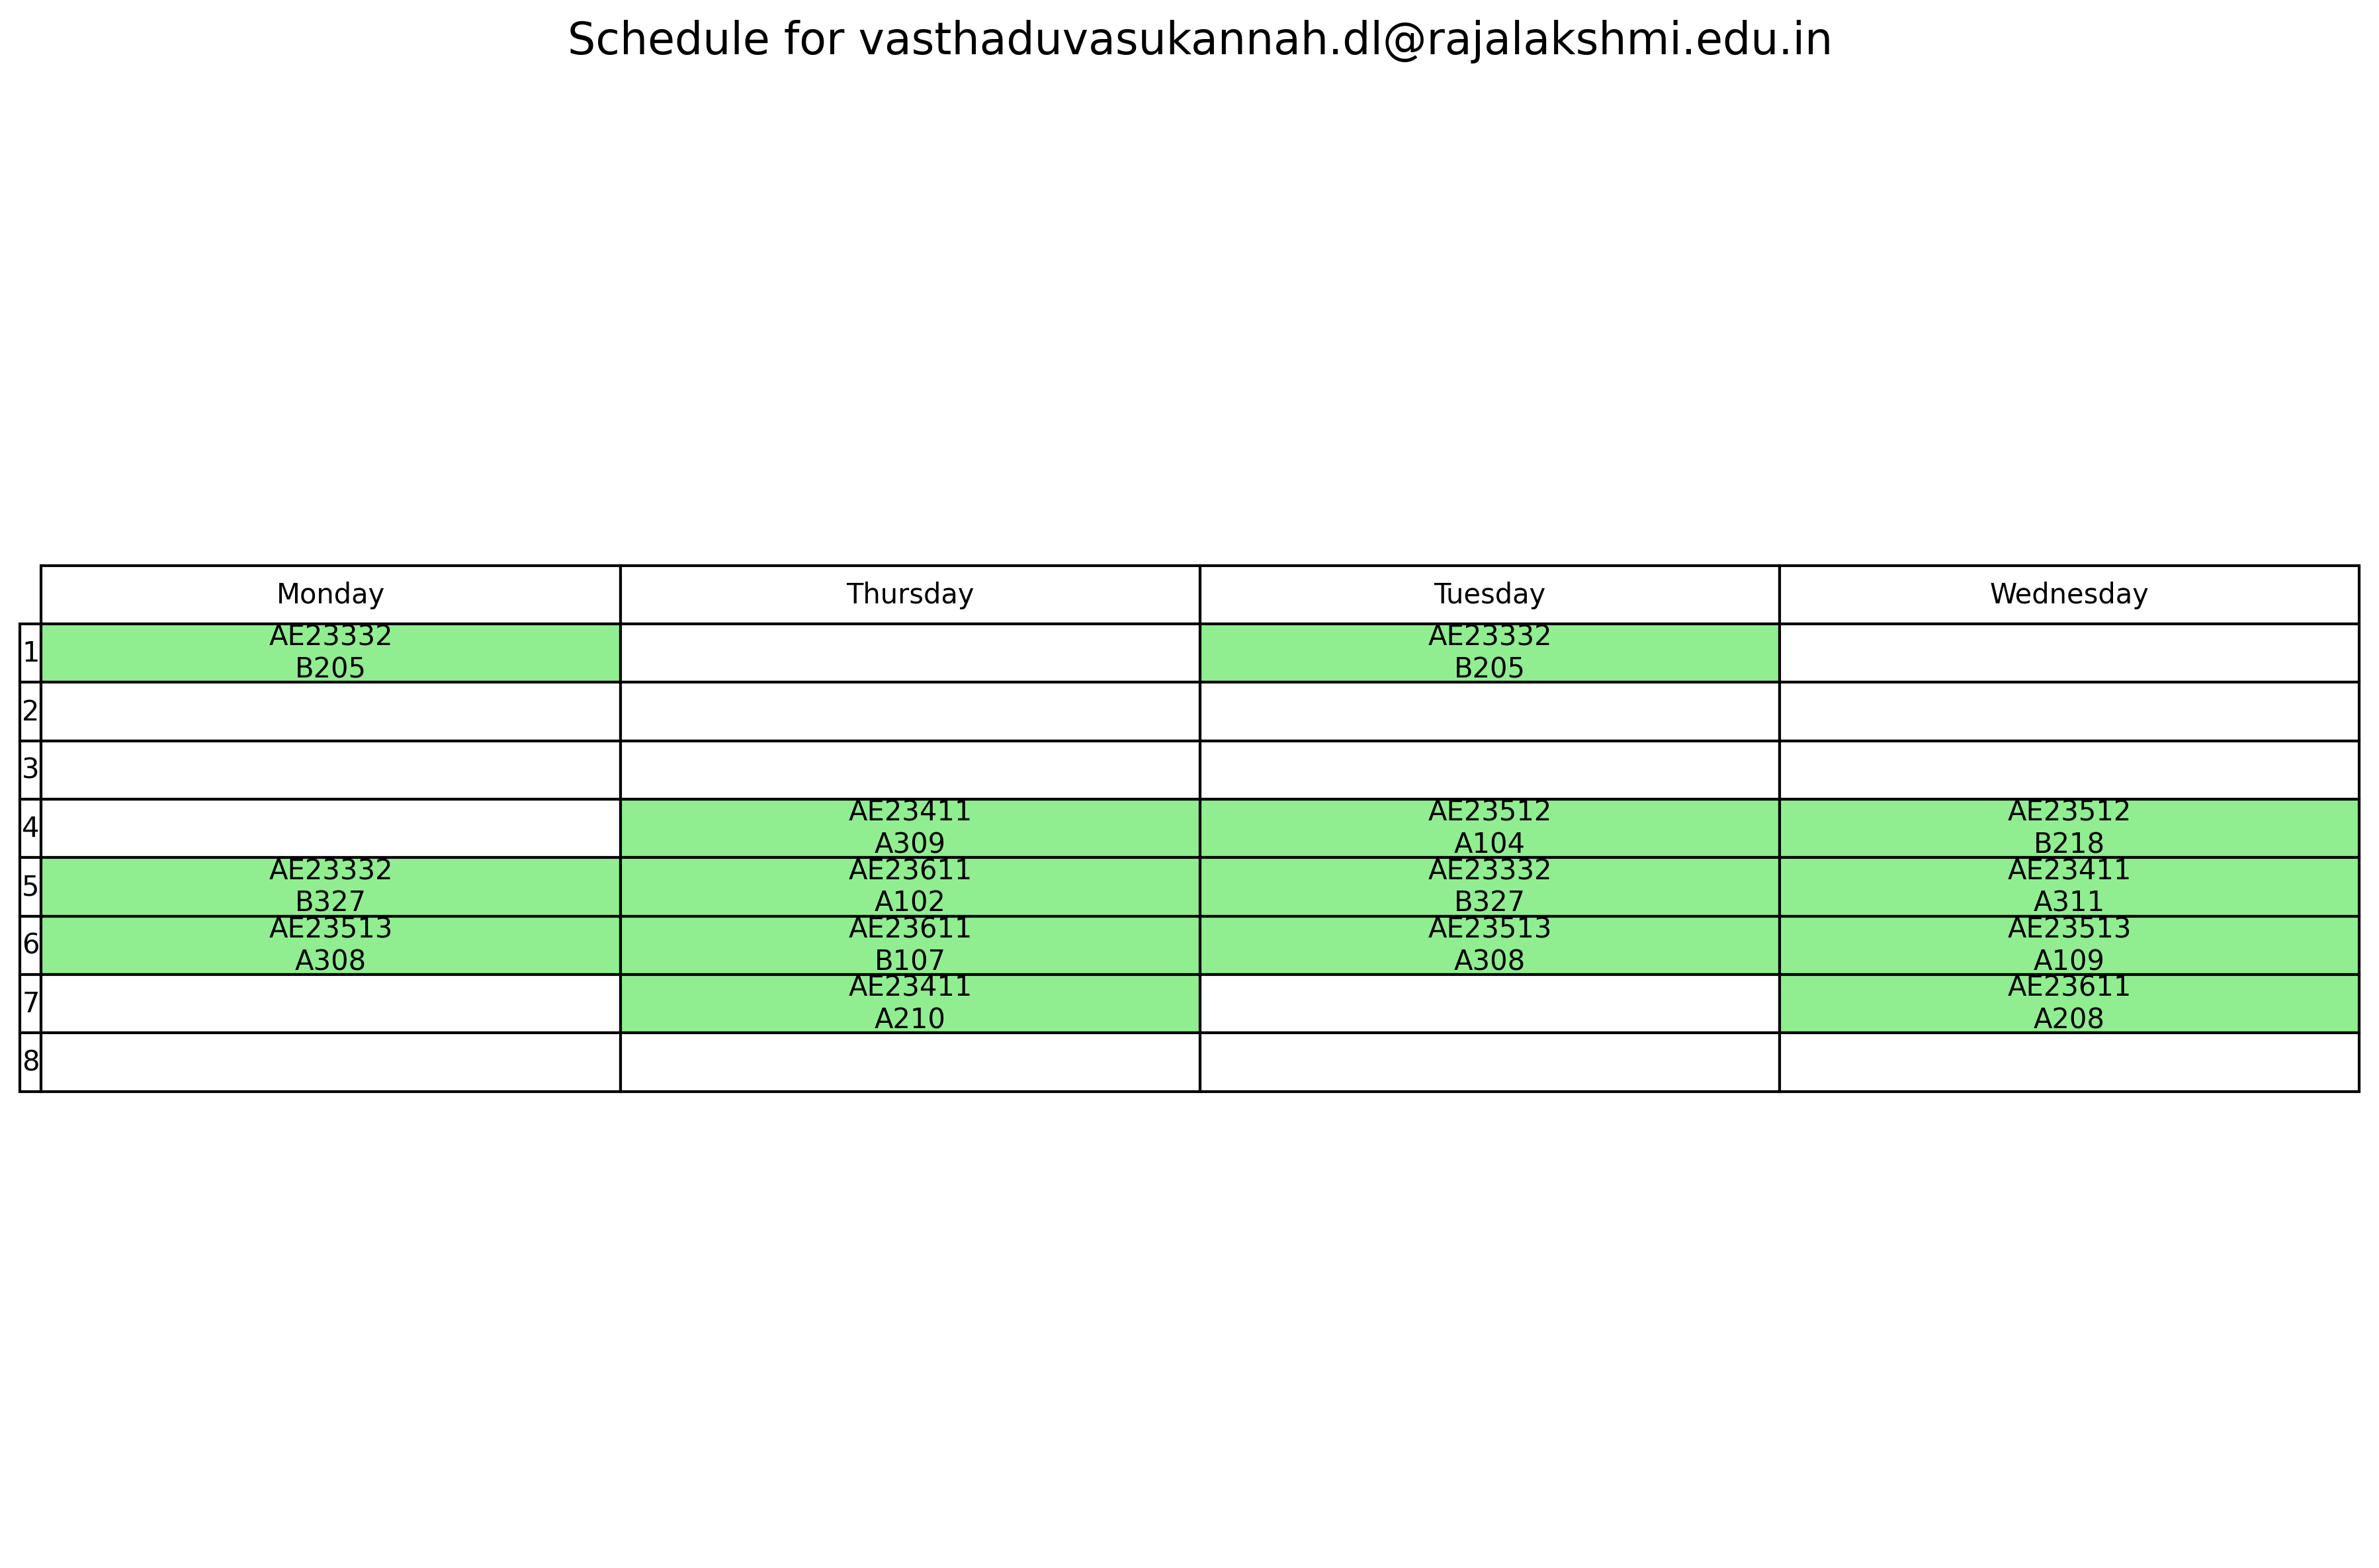 Schedule for vasthaduvasukannah.dl@rajalakshmi.edu.in
Monday Thursday Tuesday Wednesday
1 AE23332 AE23332
B205 B205
2
3
4 AE23411 AE23512 AE23512
A309 A104 B218
5 AE23332 AE23611 AE23332 AE23411
B327 A102 B327 A311
6 AE23513 AE23611 AE23513 AE23513
A308 B107 A308 A109
7 AE23411 AE23611
A210 A208
8